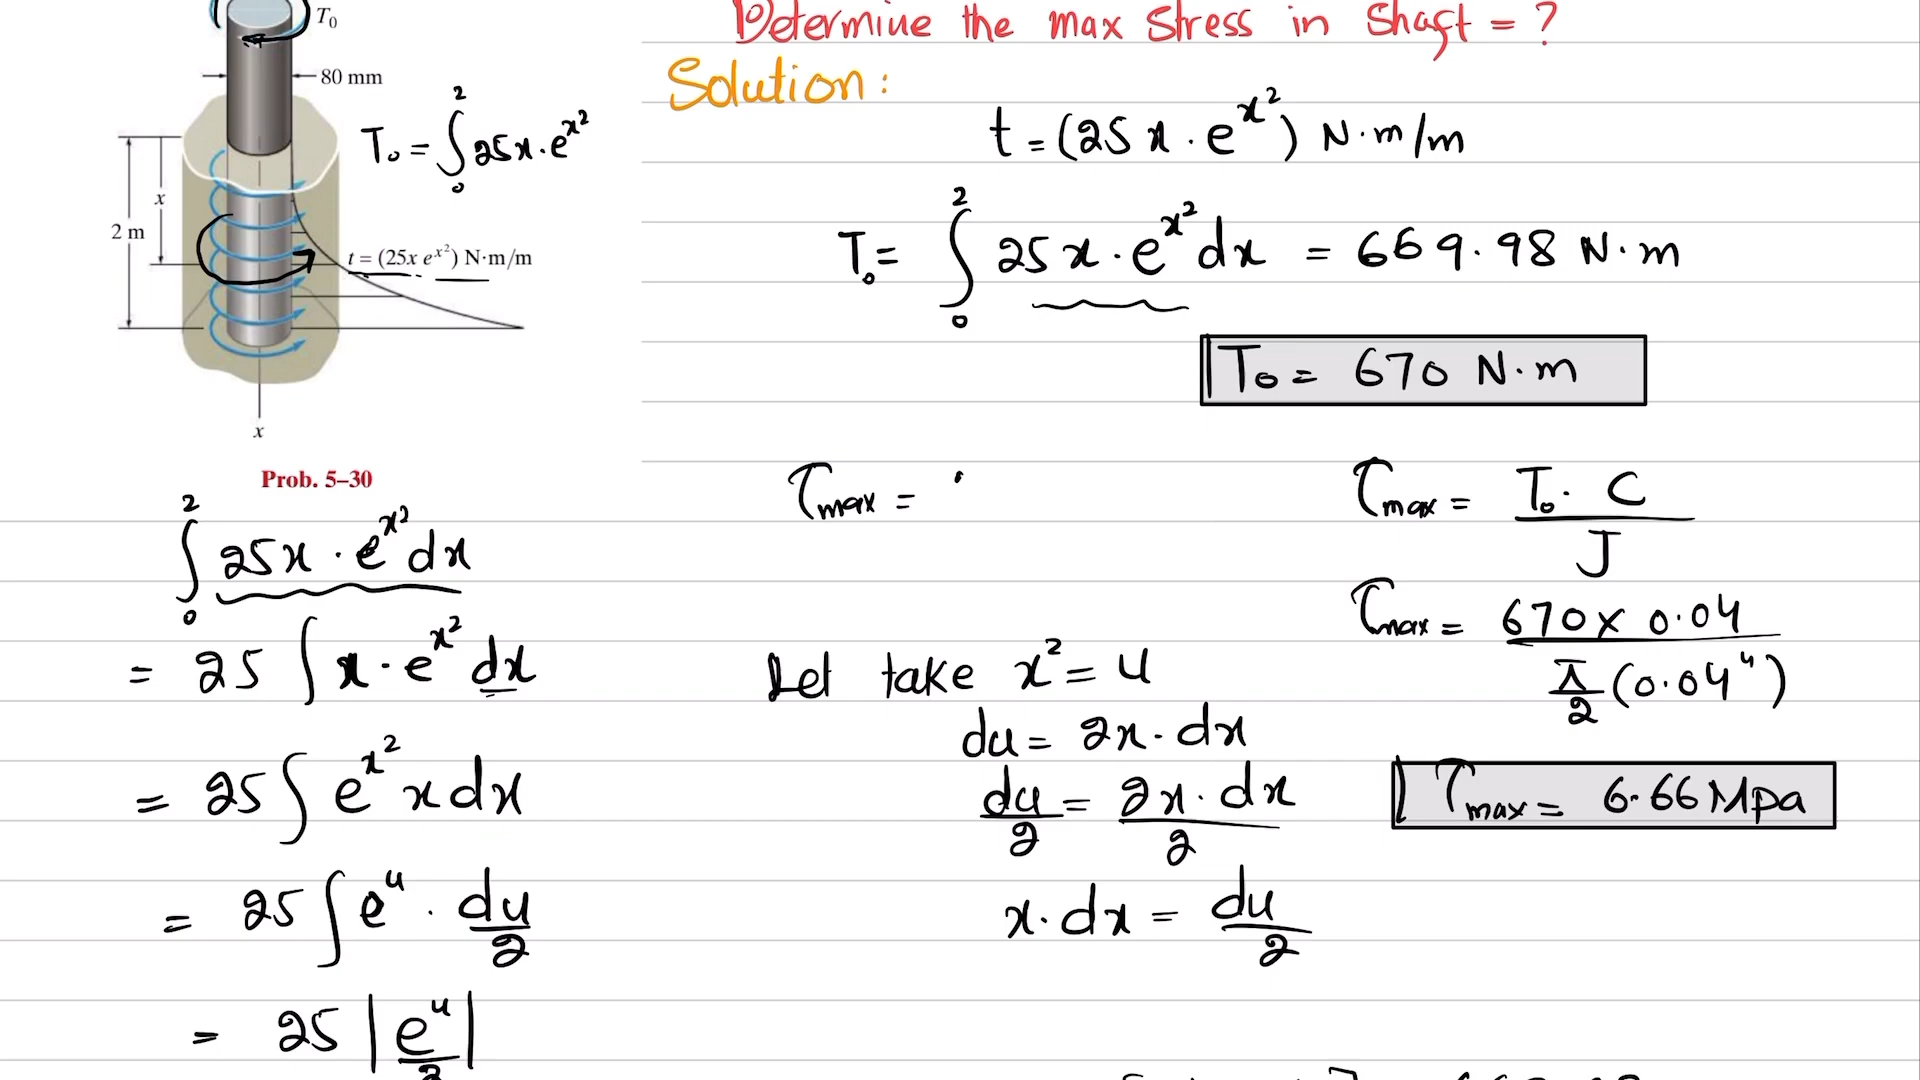 Determine the max Stress in Shaft = ?
Solution:
T₀
80 mm
T₀ = ∫₀² 25x·e^x²
x
2 m
t = (25x e^x²) N·m/m
x
Prob. 5–30
t = (25x·e^x²) N·m/m
T₀ = ∫₀² 25x·e^x² dx = 669.98 N·m
T₀ = 670 N·m
τmax =
τmax = T₀·C / J
τmax = 670 × 0.04 / π/2 (0.04⁴)
τmax = 6.66 Mpa
∫₀² 25x·e^x² dx
= 25 ∫ x·e^x² dx
= 25 ∫ e^x² x dx
= 25 ∫ e^u · du/2
= 25 | e^u/2 |
Let take x² = u
du = 2x·dx
du/2 = 2x·dx/2
x·dx = du/2